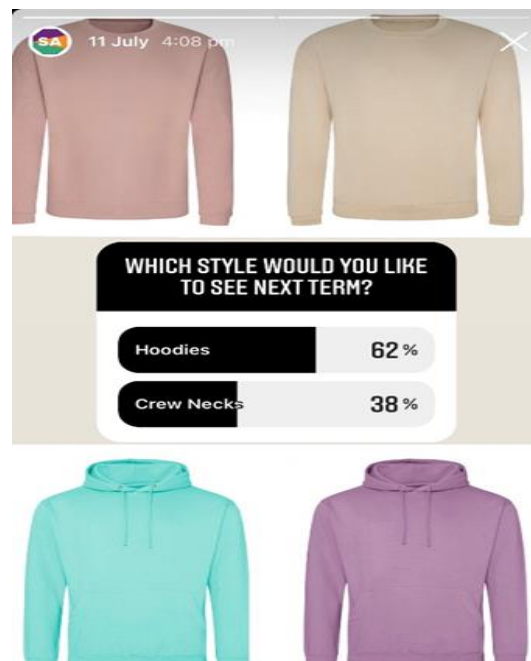 SA 11 July 4:08 pm
WHICH STYLE WOULD YOU LIKE
TO SEE NEXT TERM?
Hoodies 62%
Crew Necks 38%